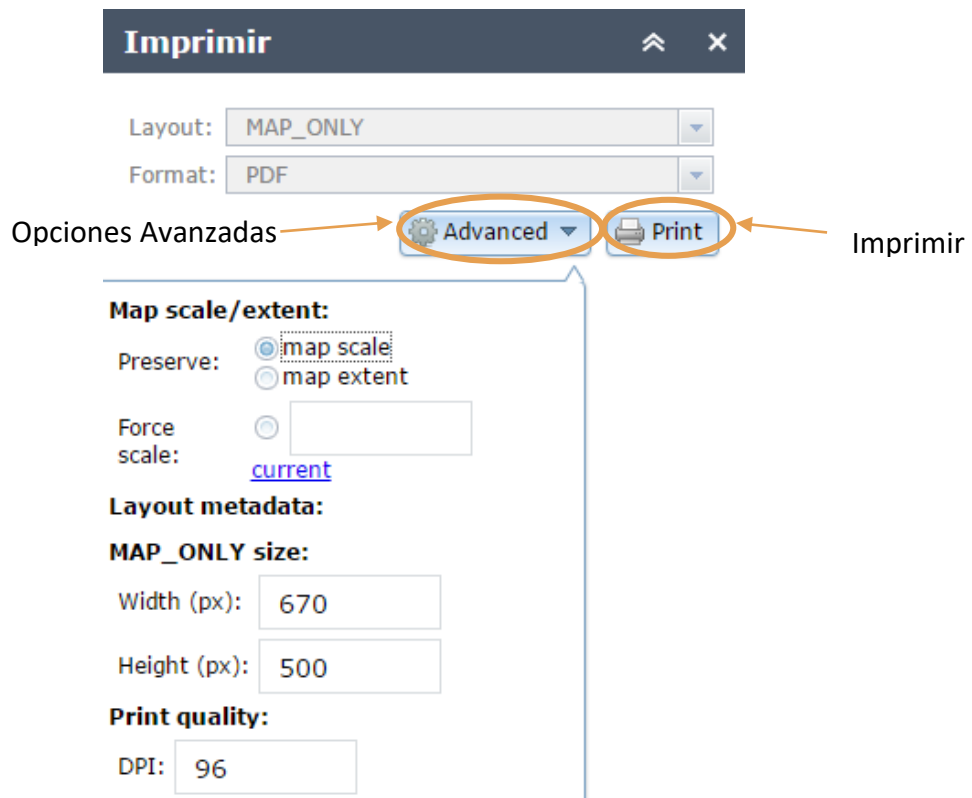 Imprimir
Layout: MAP_ONLY
Format: PDF
Opciones Avanzadas
Advanced
Print
Imprimir
Map scale/extent:
Preserve: map scale
map extent
Force scale:
current
Layout metadata:
MAP_ONLY size:
Width (px): 670
Height (px): 500
Print quality:
DPI: 96